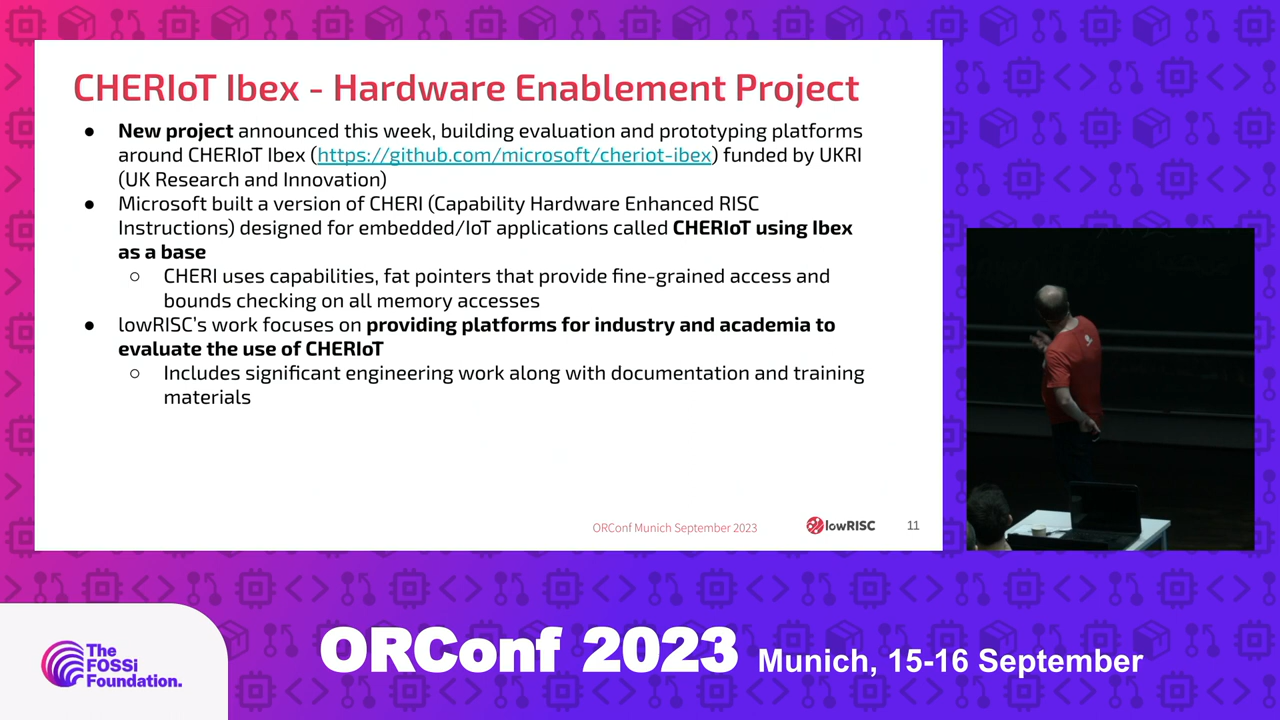 CHERIoT Ibex - Hardware Enablement Project
● New project announced this week, building evaluation and prototyping platforms
around CHERIoT Ibex (https://github.com/microsoft/cheriot-ibex) funded by UKRI
(UK Research and Innovation)
● Microsoft built a version of CHERI (Capability Hardware Enhanced RISC
Instructions) designed for embedded/IoT applications called CHERIoT using Ibex
as a base
○ CHERI uses capabilities, fat pointers that provide fine-grained access and
bounds checking on all memory accesses
● lowRISC's work focuses on providing platforms for industry and academia to
evaluate the use of CHERIoT
○ Includes significant engineering work along with documentation and training
materials
ORConf Munich September 2023
lowRISC
11
The
FOSSi
Foundation.
ORConf 2023 Munich, 15-16 September